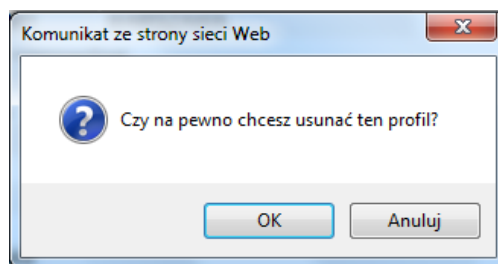 Komunikat ze strony sieci Web
Czy na pewno chcesz usunać ten profil?
OK
Anuluj